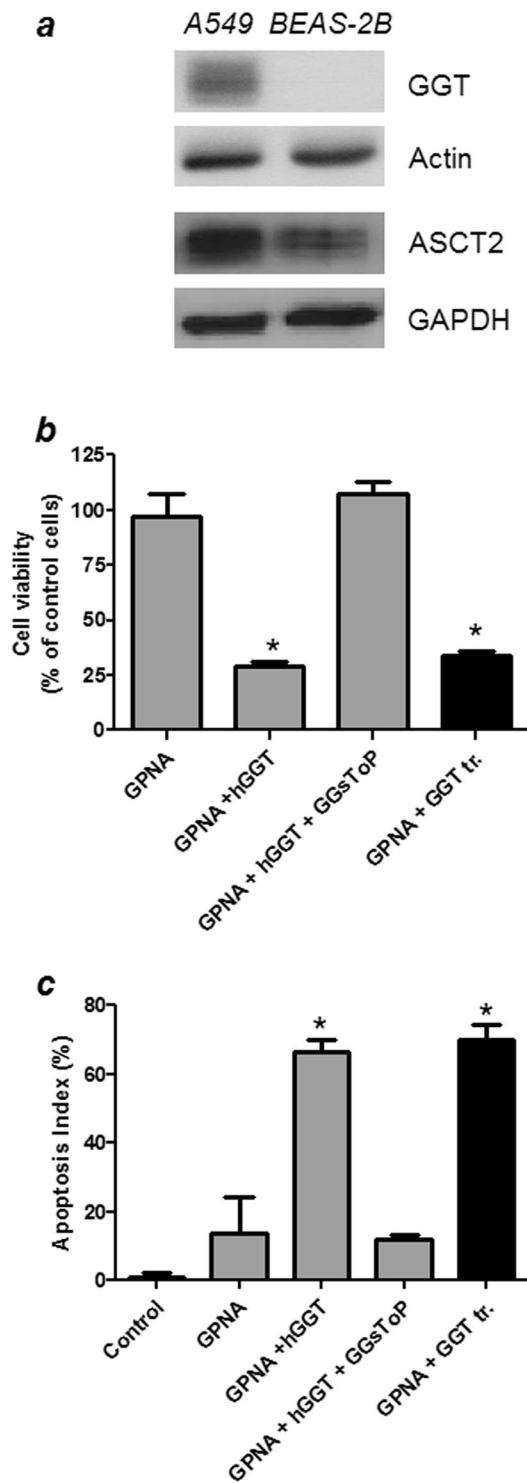 a
A549 BEAS-2B
GGT
Actin
ASCT2
GAPDH
b
Cell viability
(% of control cells)
125
100
75
50
25
0
*
*
GPNA
GPNA +hGGT
GPNA + hGGT + GGsToP
GPNA + GGT tr.
c
Apoptosis Index (%)
80
60
40
20
0
*
*
Control
GPNA
GPNA +hGGT
GPNA + hGGT + GGsToP
GPNA + GGT tr.